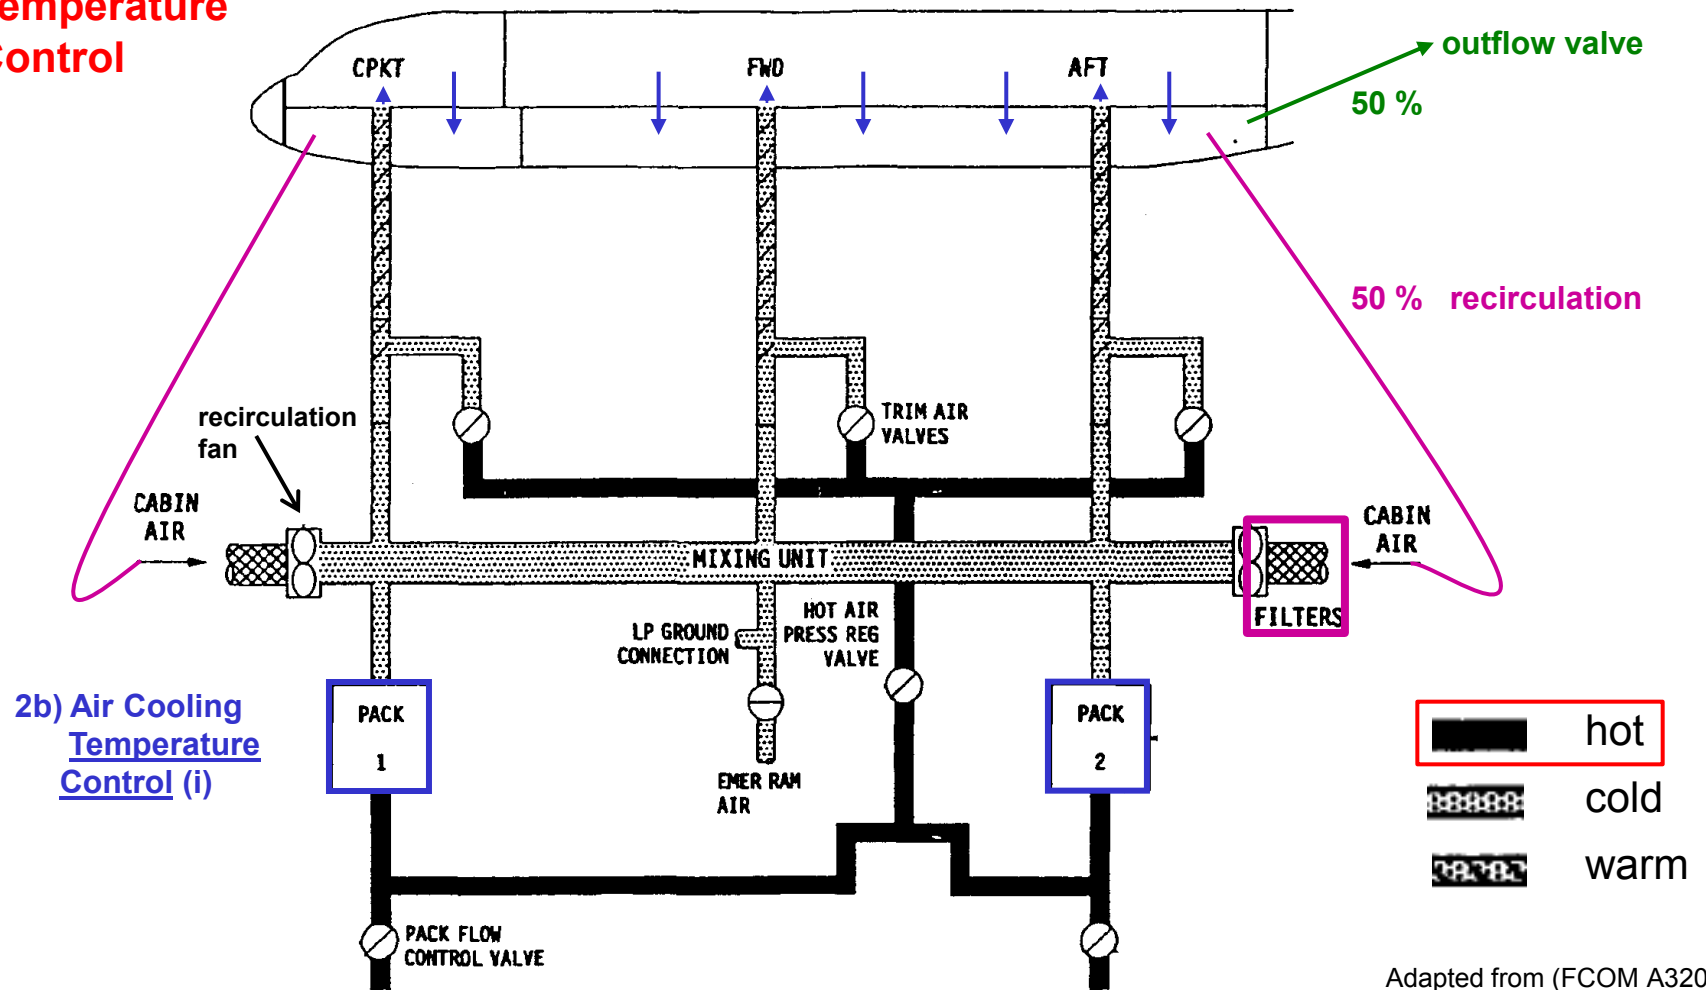 Control
CPKT
FWD
AFT
outflow valve
50 %
50 % recirculation
recirculation
fan
TRIM AIR
VALVES
CABIN
AIR
CABIN
AIR
MIXING UNIT
FILTERS
LP GROUND
CONNECTION
HOT AIR
PRESS REG
VALVE
2b) Air Cooling
Temperature
Control (i)
PACK
1
PACK
2
EMER RAM
AIR
hot
cold
warm
PACK FLOW
CONTROL VALVE
Adapted from (FCOM A320